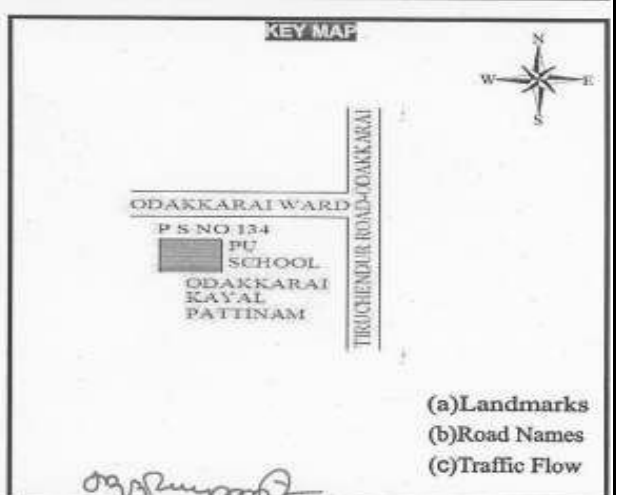 KEY MAP
N
W E
S
TIRUCHENDUR ROAD-ODAKKARAI
ODAKKARAI WARD
P S NO 134
PU
SCHOOL
ODAKKARAI
KAYAL
PATTINAM
(a)Landmarks
(b)Road Names
(c)Traffic Flow